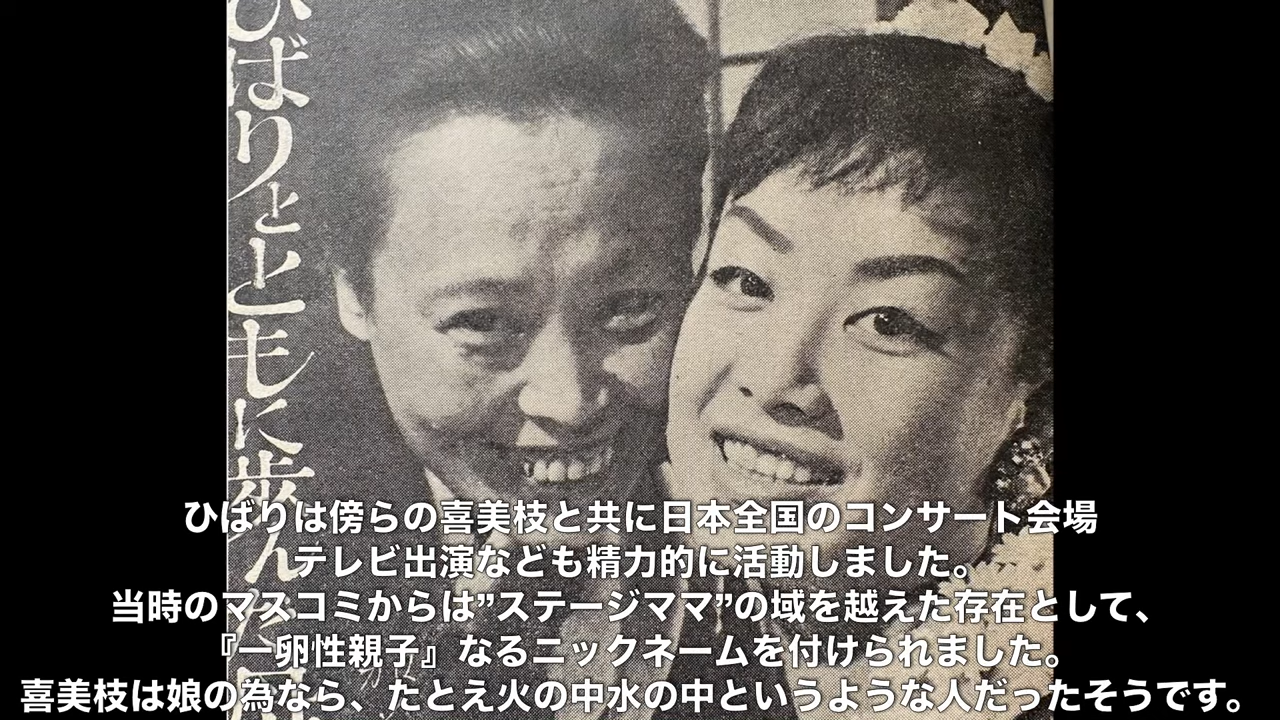 ひばりとともに歩んだ
ひばりは傍らの喜美枝と共に日本全国のコンサート会場
テレビ出演なども精力的に活動しました。
当時のマスコミからは”ステージママ”の域を越えた存在として、
『一卵性親子』なるニックネームを付けられました。
喜美枝は娘の為なら、たとえ火の中水の中というような人だったそうです。